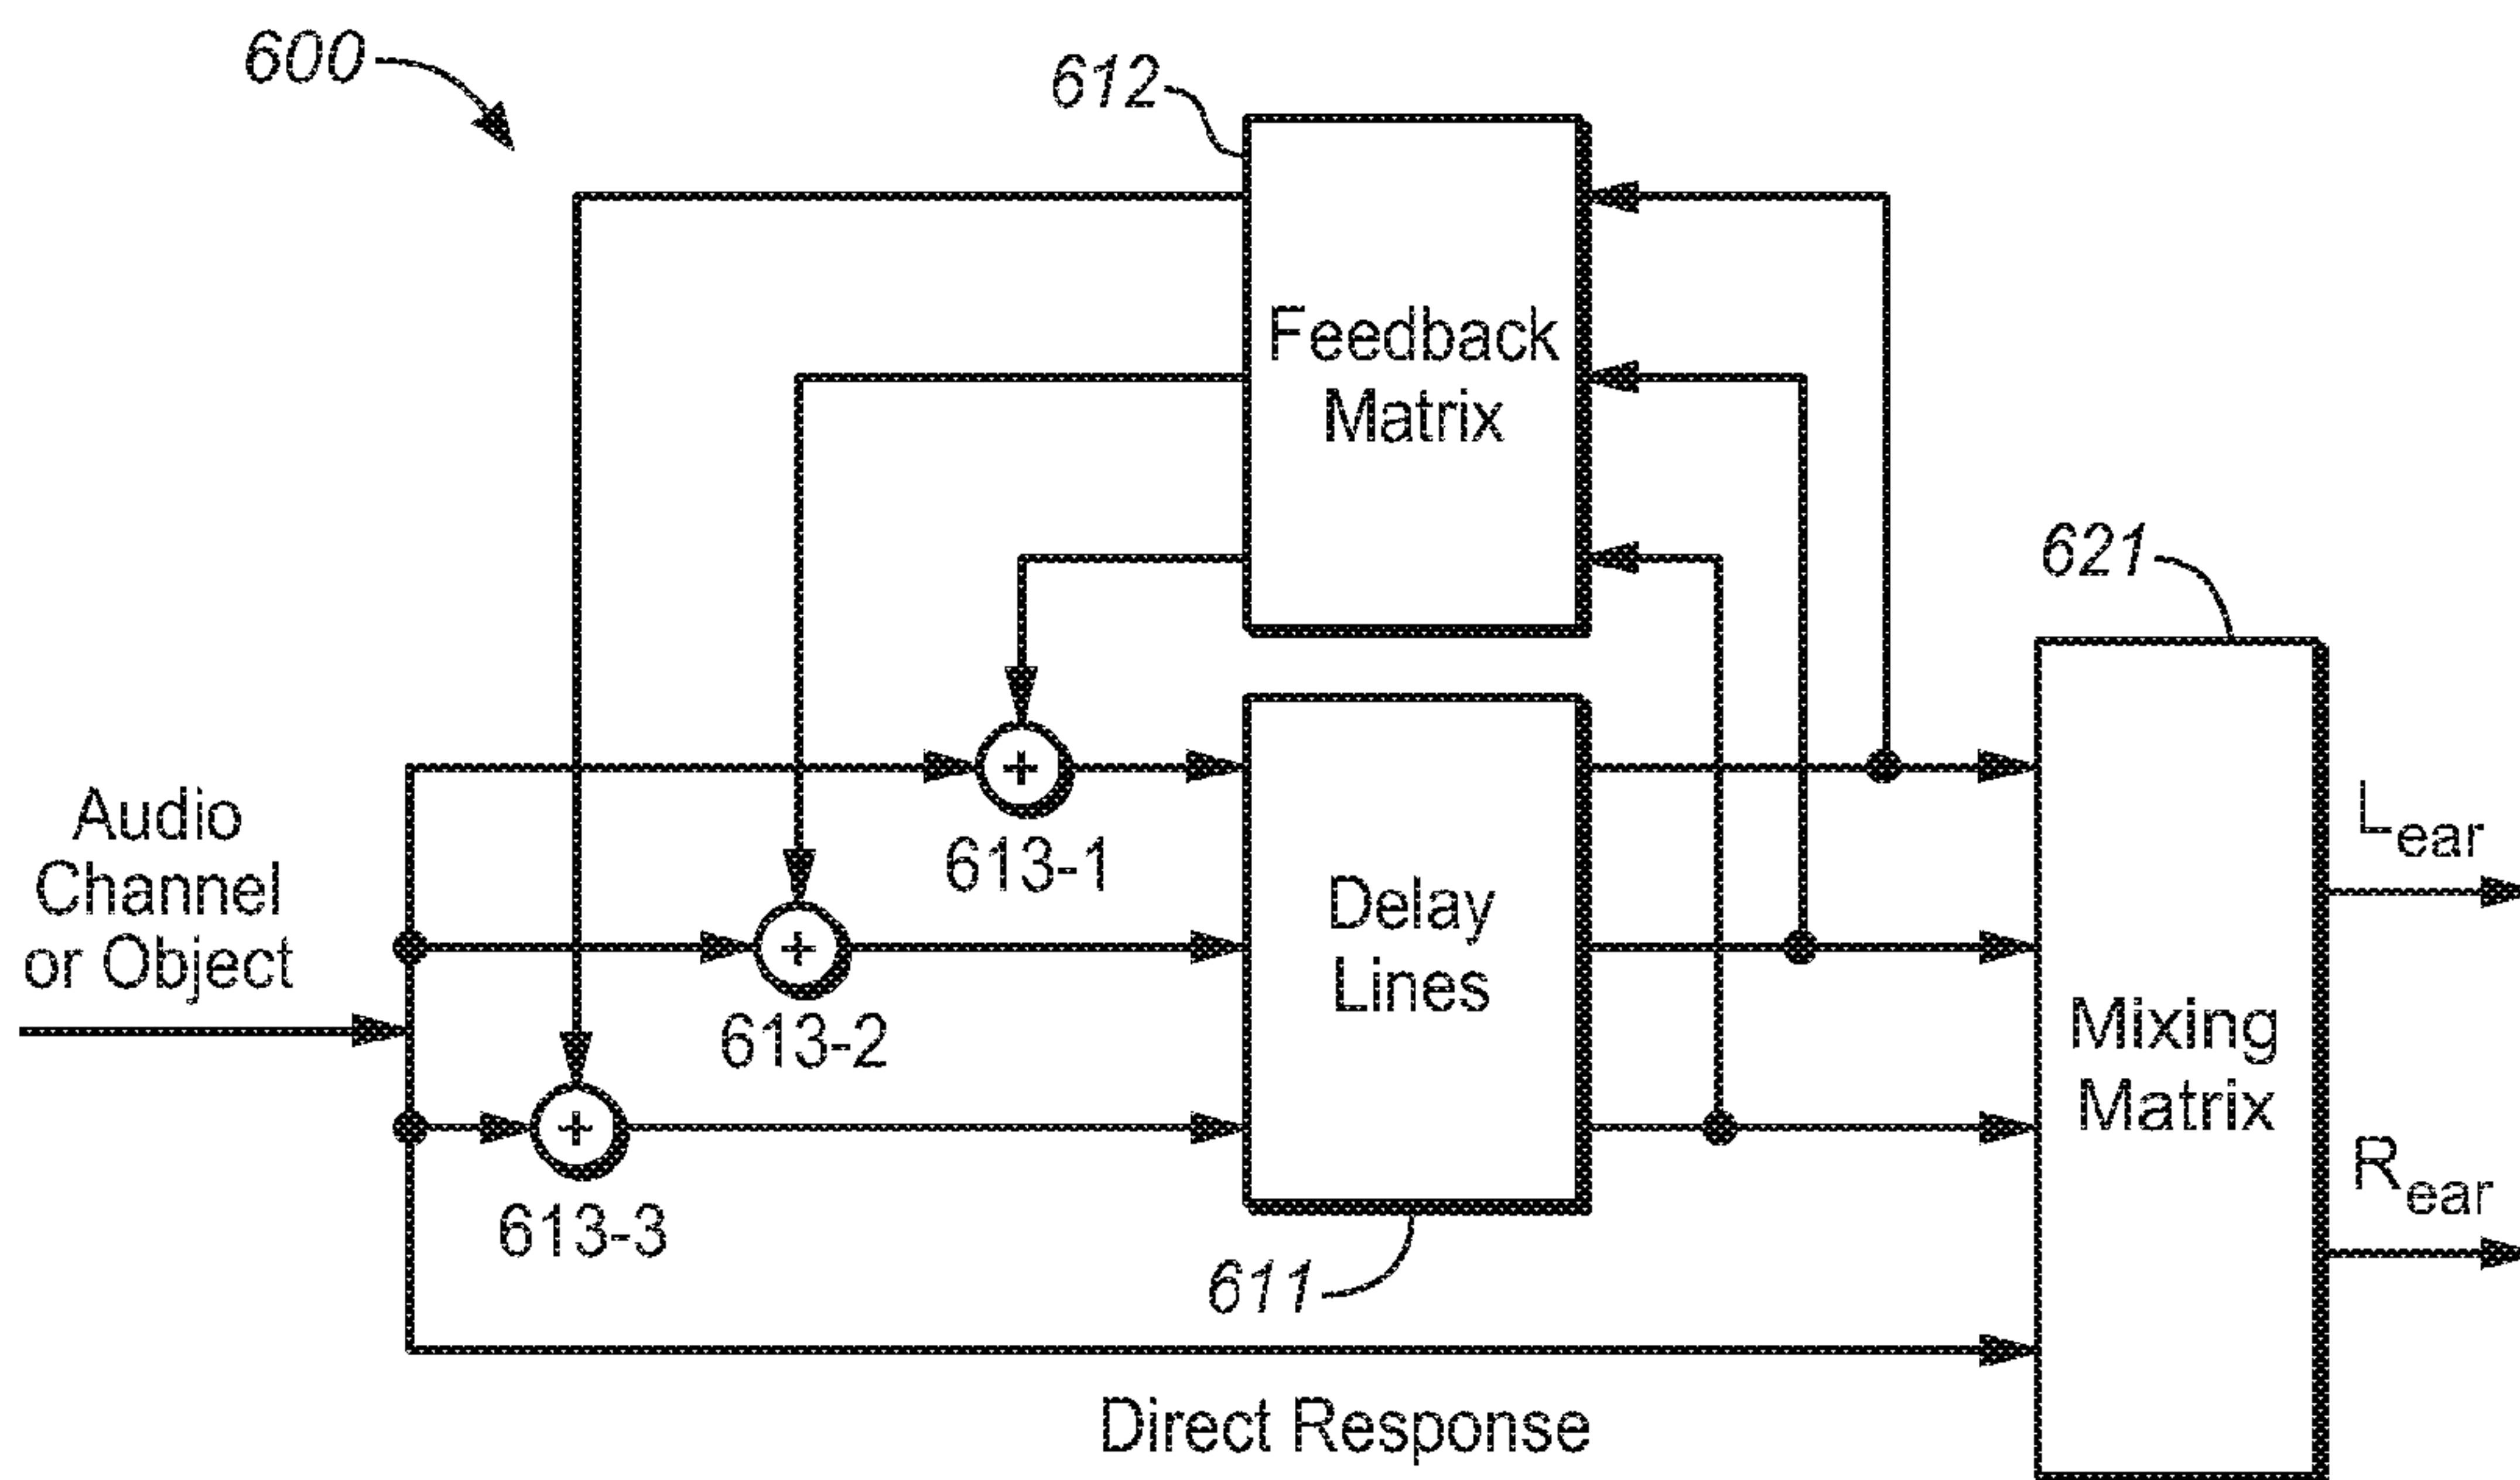 600
612
Feedback
Matrix
621
Audio
Channel
or Object
+
613-1
+
613-2
+
613-3
Delay
Lines
611
Mixing
Matrix
Lear
Rear
Direct Response